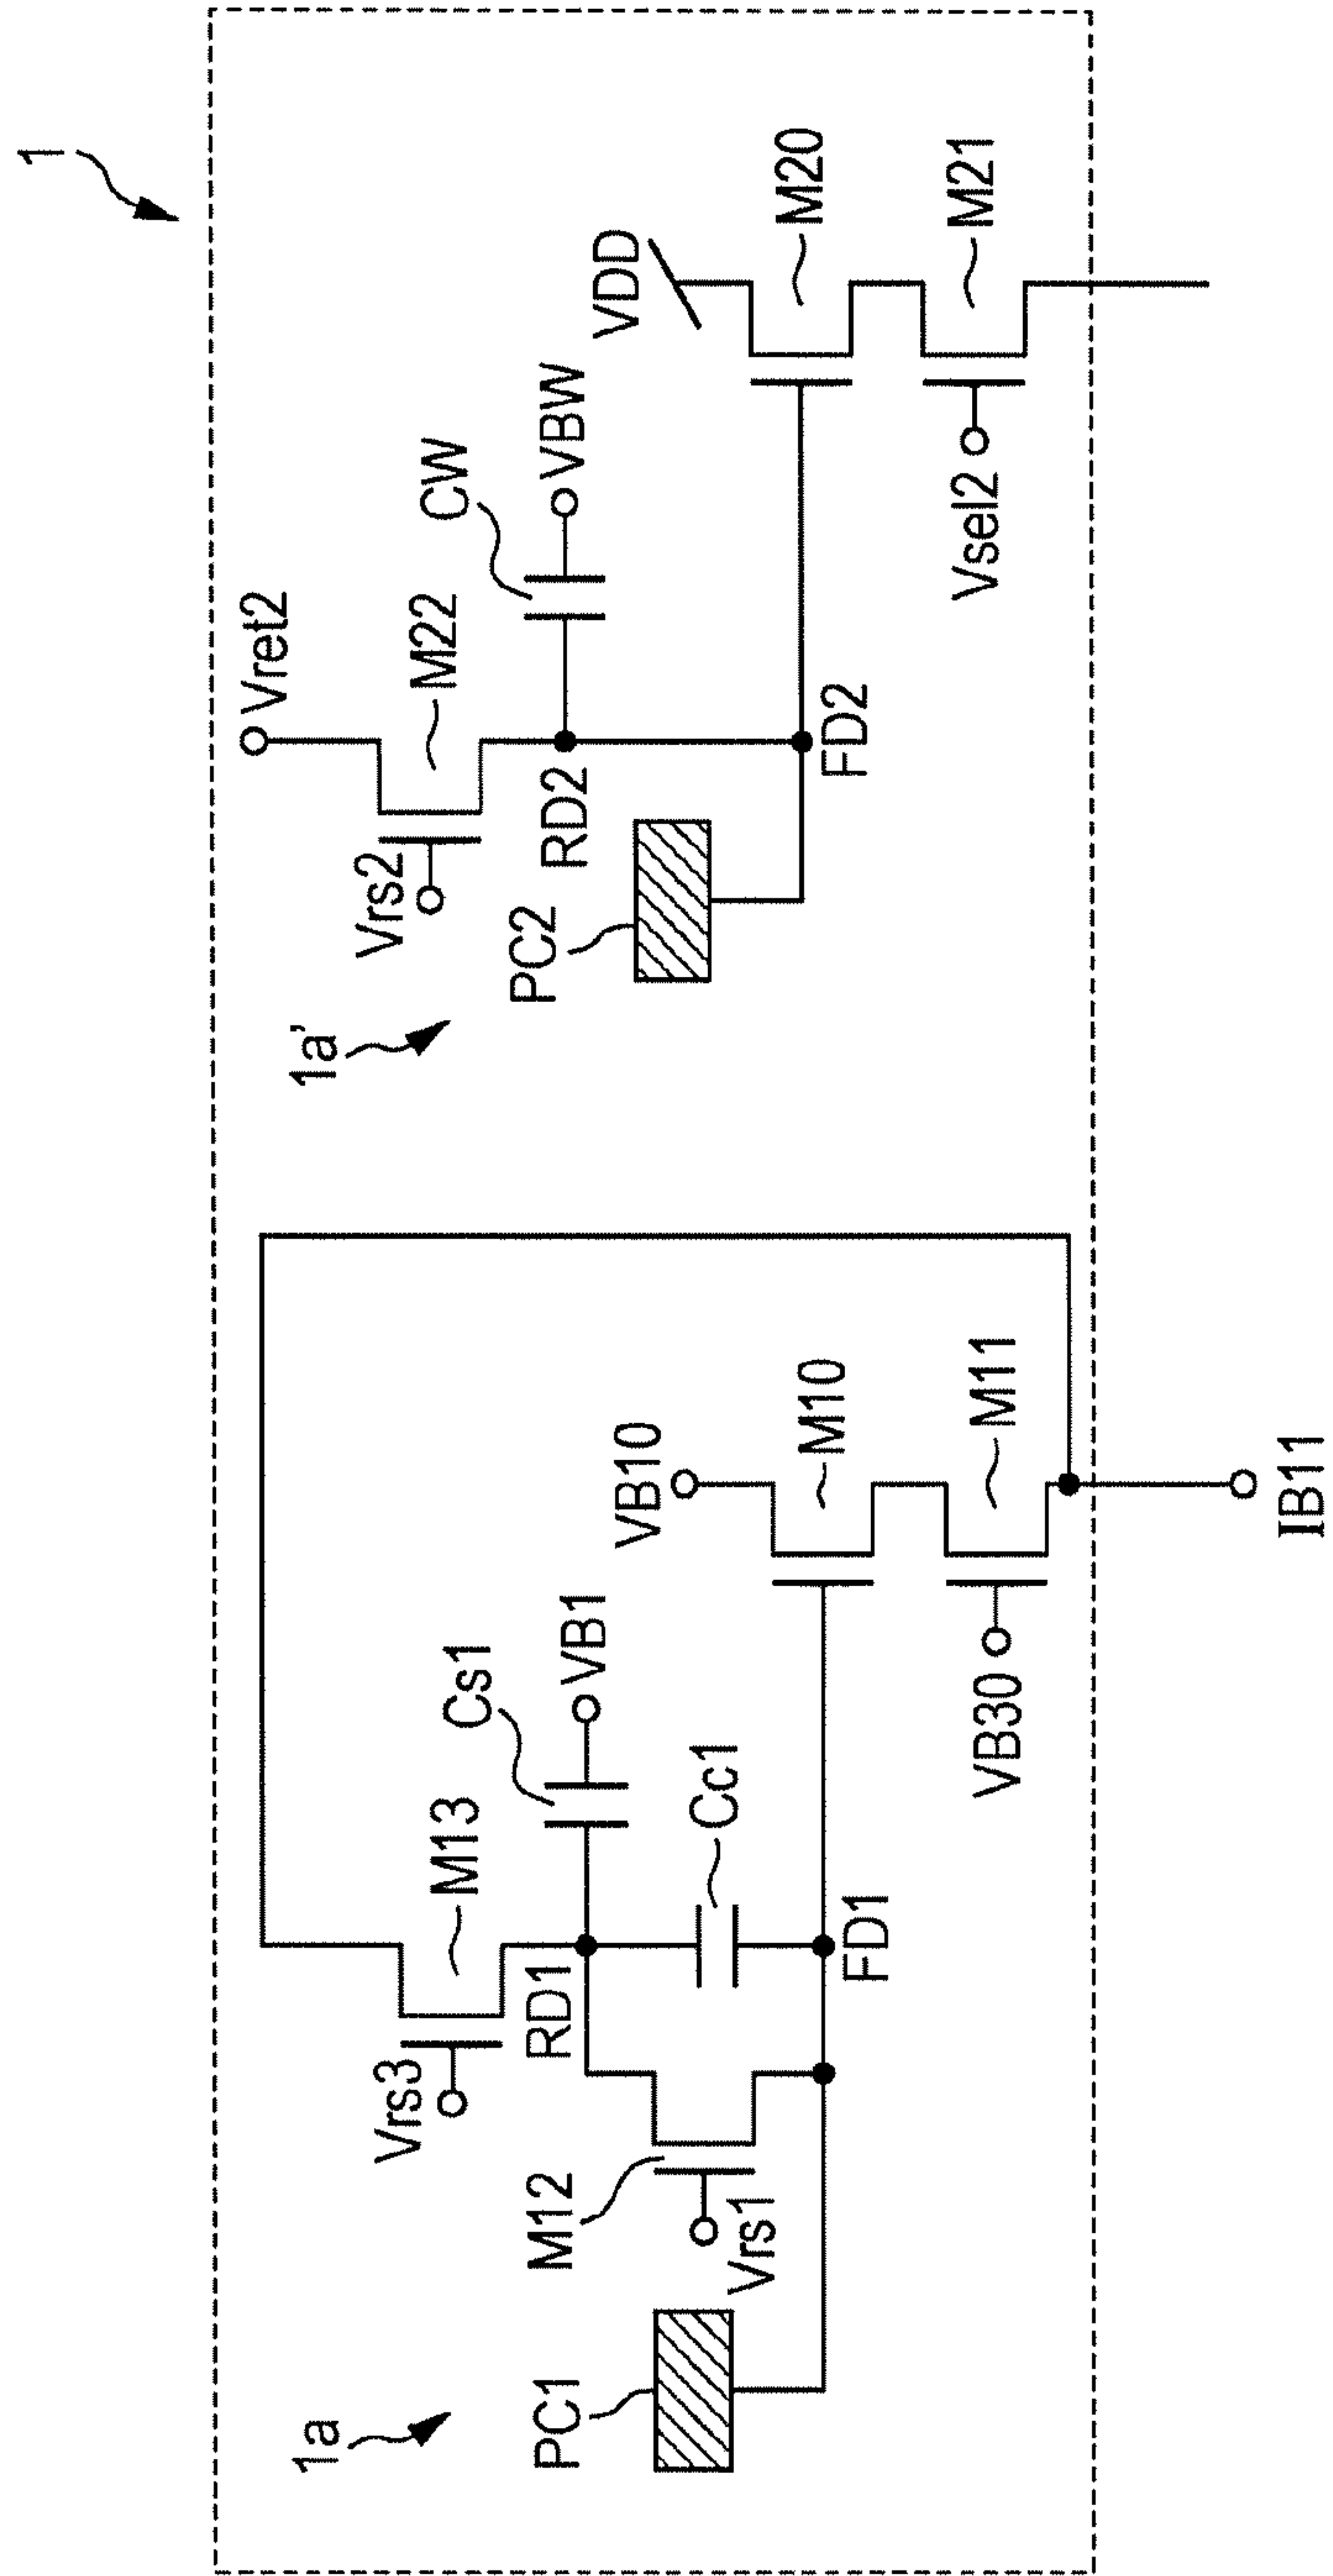 1
1a
PC1
M12
Vrs1
Vrs3
M13
RD1
Cs1
VB1
Cc1
FD1
VB10
M10
M11
VB30
IB11
1a'
PC2
Vrs2
Vret2
M22
RD2
CW
VBW
FD2
VDD
M20
M21
Vsel2